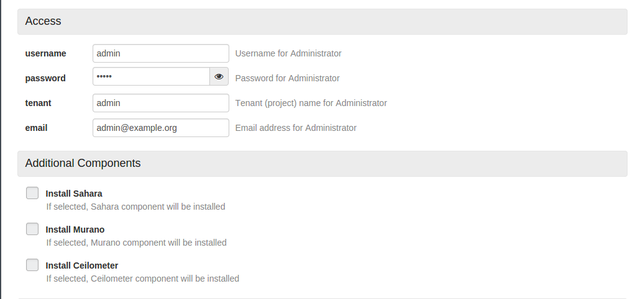 Access
username admin Username for Administrator
password ••••• Password for Administrator
tenant admin Tenant (project) name for Administrator
email admin@example.org Email address for Administrator
Additional Components
Install Sahara
If selected, Sahara component will be installed
Install Murano
If selected, Murano component will be installed
Install Ceilometer
If selected, Ceilometer component will be installed